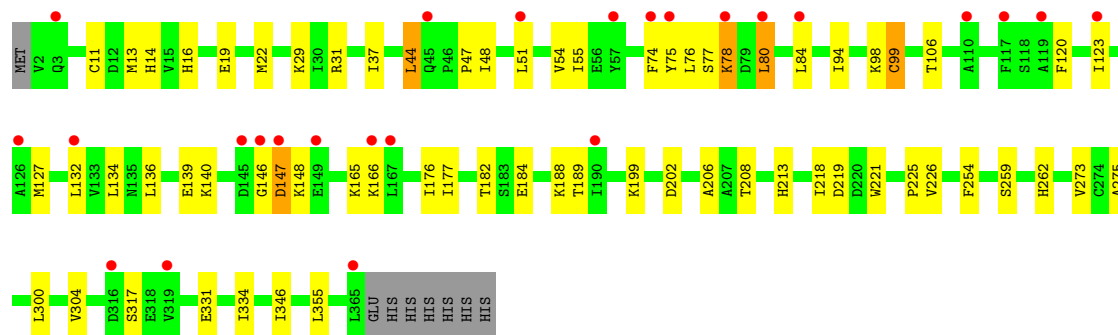 MET V2 Q3 C11 D12 M13 H14 V15 H16 E19 M22 K29 I30 R31 I37 L44 Q45 P46 P47 I48 L51 V54 I55 E56 Y57 F74 Y75 L76 S77 K78 D79 L80 L84 I94 K98 C99 T106 A110 F117 S118 A119 F120 I123
A126 M127 L132 V133 L134 N135 L136 E139 K140 D145 G146 D147 K148 E149 K165 K166 L167 I176 I177 T182 S183 E184 K188 T189 I190 K199 D202 A206 A207 T208 H213 I218 D219 D220 W221 P225 V226 F254 S259 H262 V273 C274 A275
L300 V304 D316 S317 E318 V319 E331 I334 I346 L355 L365 GLU HIS HIS HIS HIS HIS HIS